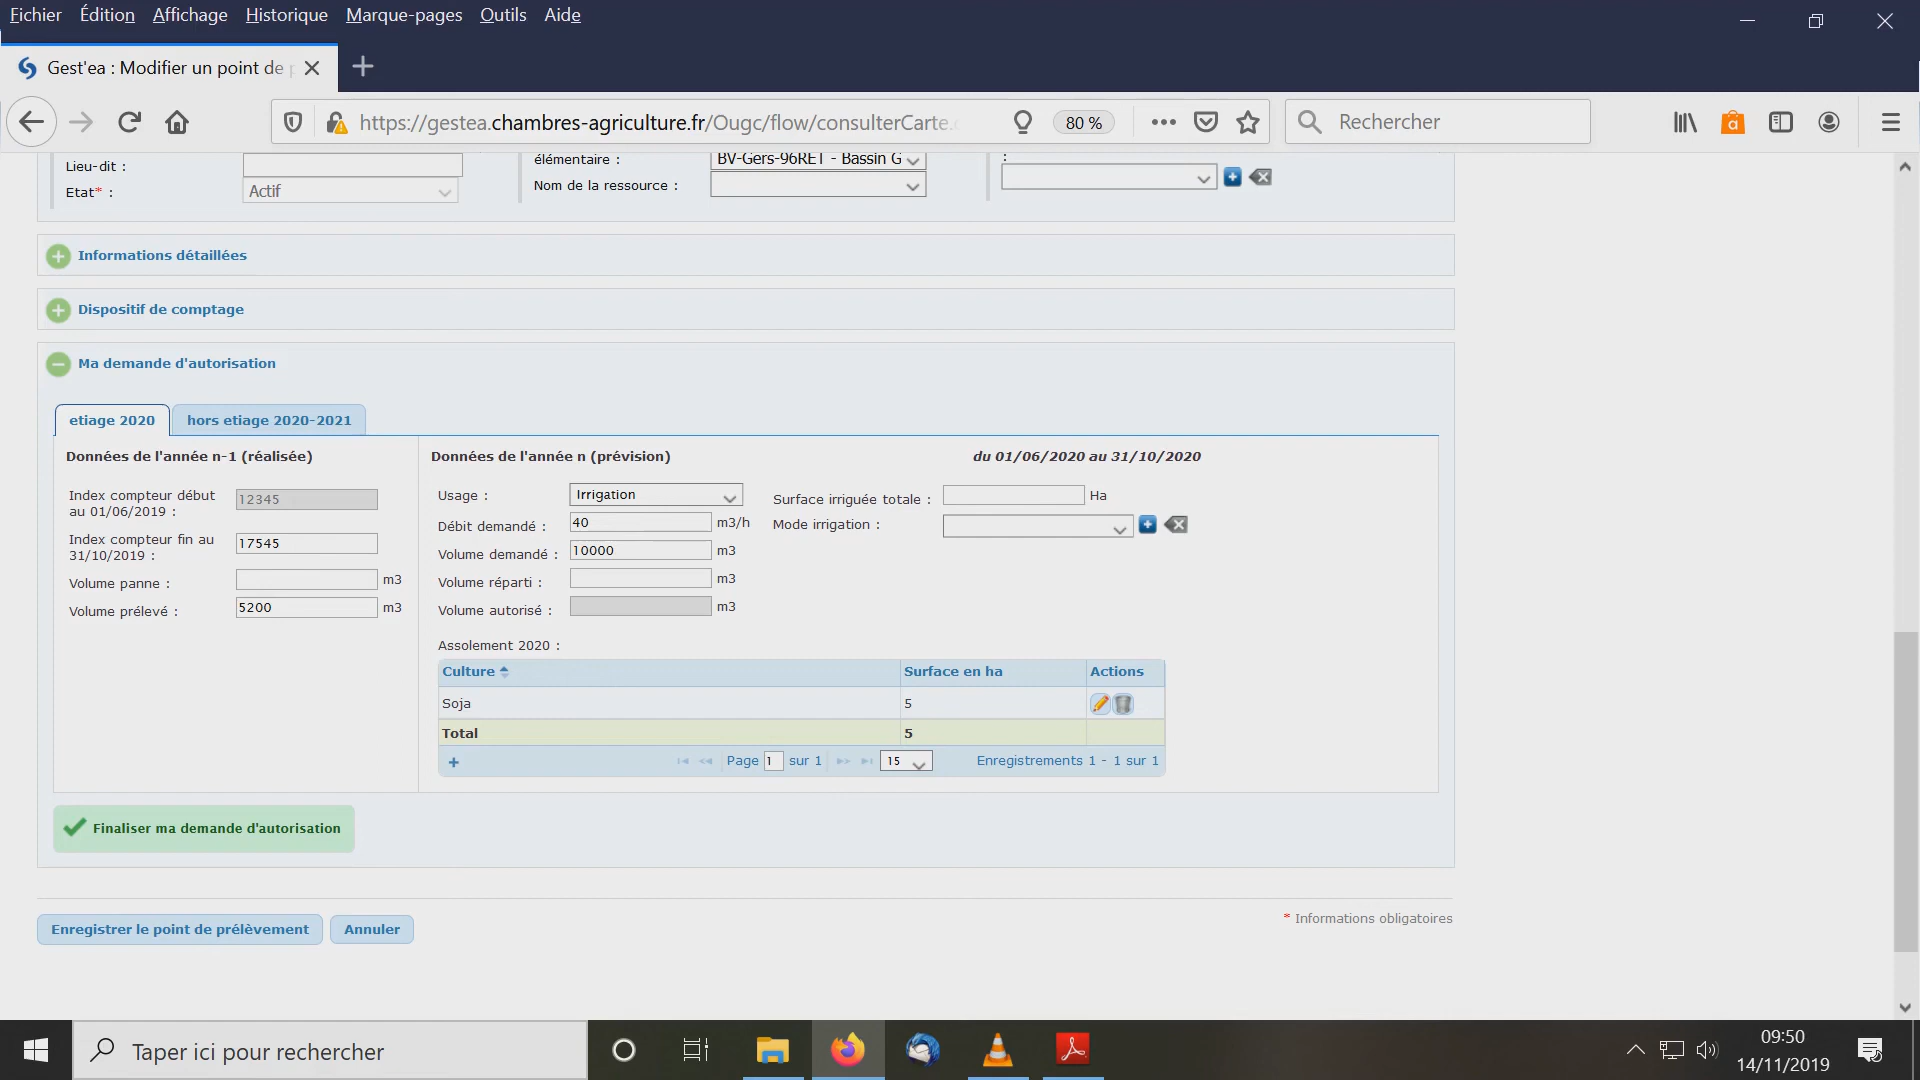 Fichier Édition Affichage Historique Marque-pages Outils Aide
Gest'ea : Modifier un point de
https://gestea.chambres-agriculture.fr/Ougc/flow/consulterCarte. 80 % Rechercher
Lieu-dit : élémentaire : BV-Gers-96RET - Bassin G :
Etat* : Actif Nom de la ressource :
Informations détaillées
Dispositif de comptage
Ma demande d'autorisation
etiage 2020 hors etiage 2020-2021
Données de l'année n-1 (réalisée) Données de l'année n (prévision) du 01/06/2020 au 31/10/2020
Index compteur début au 01/06/2019 : 12345
Index compteur fin au 31/10/2019 : 17545
Volume panne : m3
Volume prélevé : 5200 m3
Usage : Irrigation Surface irriguée totale : Ha
Débit demandé : 40 m3/h Mode irrigation :
Volume demandé : 10000 m3
Volume réparti : m3
Volume autorisé : m3
Assolement 2020 :
Culture Surface en ha Actions
Soja 5
Total 5
+ Page 1 sur 1 15 Enregistrements 1 - 1 sur 1
Finaliser ma demande d'autorisation
* Informations obligatoires
Enregistrer le point de prélèvement Annuler
Taper ici pour rechercher
09:50
14/11/2019